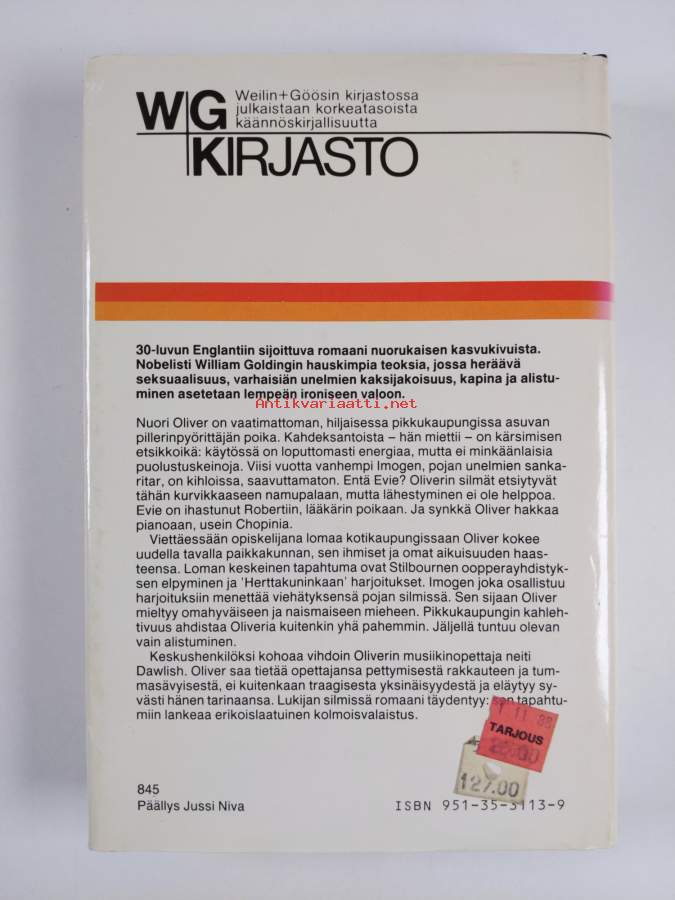 Weilin+Göösin kirjastossa
julkaistaan korkeatasoista
käännöskirjallisuutta
WG
KIRJASTO
30-luvun Englantiin sijoittuva romaani nuorukaisen kasvukivuista.
Nobelisti William Goldingin hauskimpia teoksia, jossa heräävä
seksuaalisuus, varhaisiän unelmien kaksijakoisuus, kapina ja alistu-
minen asetetaan lempeän ironiseen valoon.
Antikvariaatti.net
Nuori Oliver on vaatimattoman, hiljaisessa pikkukaupungissa asuvan
pillerinpyörittäjän poika. Kahdeksantoista – hän miettii – on kärsimisen
etsikkoikä: käytössä on loputtomasti energiaa, mutta ei minkäänlaisia
puolustuskeinoja. Viisi vuotta vanhempi Imogen, pojan unelmien sanka-
ritar, on kihloissa, saavuttamaton. Entä Evie? Oliverin silmät etsiytyvät
tähän kurvikkaaseen namupalaan, mutta lähestyminen ei ole helppoa.
Evie on ihastunut Robertiin, lääkärin poikaan. Ja synkkä Oliver hakkaa
pianoaan, usein Chopinia.
Viettäessään opiskelijana lomaa kotikaupungissaan Oliver kokee
uudella tavalla paikkakunnan, sen ihmiset ja omat aikuisuuden haas-
teensa. Loman keskeinen tapahtuma ovat Stilbournen oopperayhdistyk-
sen elpyminen ja 'Herttakuninkaan' harjoitukset. Imogen joka osallistuu
harjoituksiin menettää viehätyksensä pojan silmissä. Sen sijaan Oliver
mieltyy omahyväiseen ja naismaiseen mieheen. Pikkukaupungin kahleh-
tivuus ahdistaa Oliveria kuitenkin yhä pahemmin. Jäljellä tuntuu olevan
vain alistuminen.
Keskushenkilöksi kohoaa vihdoin Oliverin musiikinopettaja neiti
Dawlish. Oliver saa tietää opettajansa pettymisestä rakkauteen ja tum-
masävyisestä, ei kuitenkaan traagisesta yksinäisyydestä ja eläytyy sy-
västi hänen tarinaansa. Lukijan silmissä romaani täydentyy: sen tapahtu-
miin lankeaa erikoislaatuinen kolmoisvalaistus.
TARJOUS
127.00
845
Päällys Jussi Niva
ISBN 951-35-3113-9